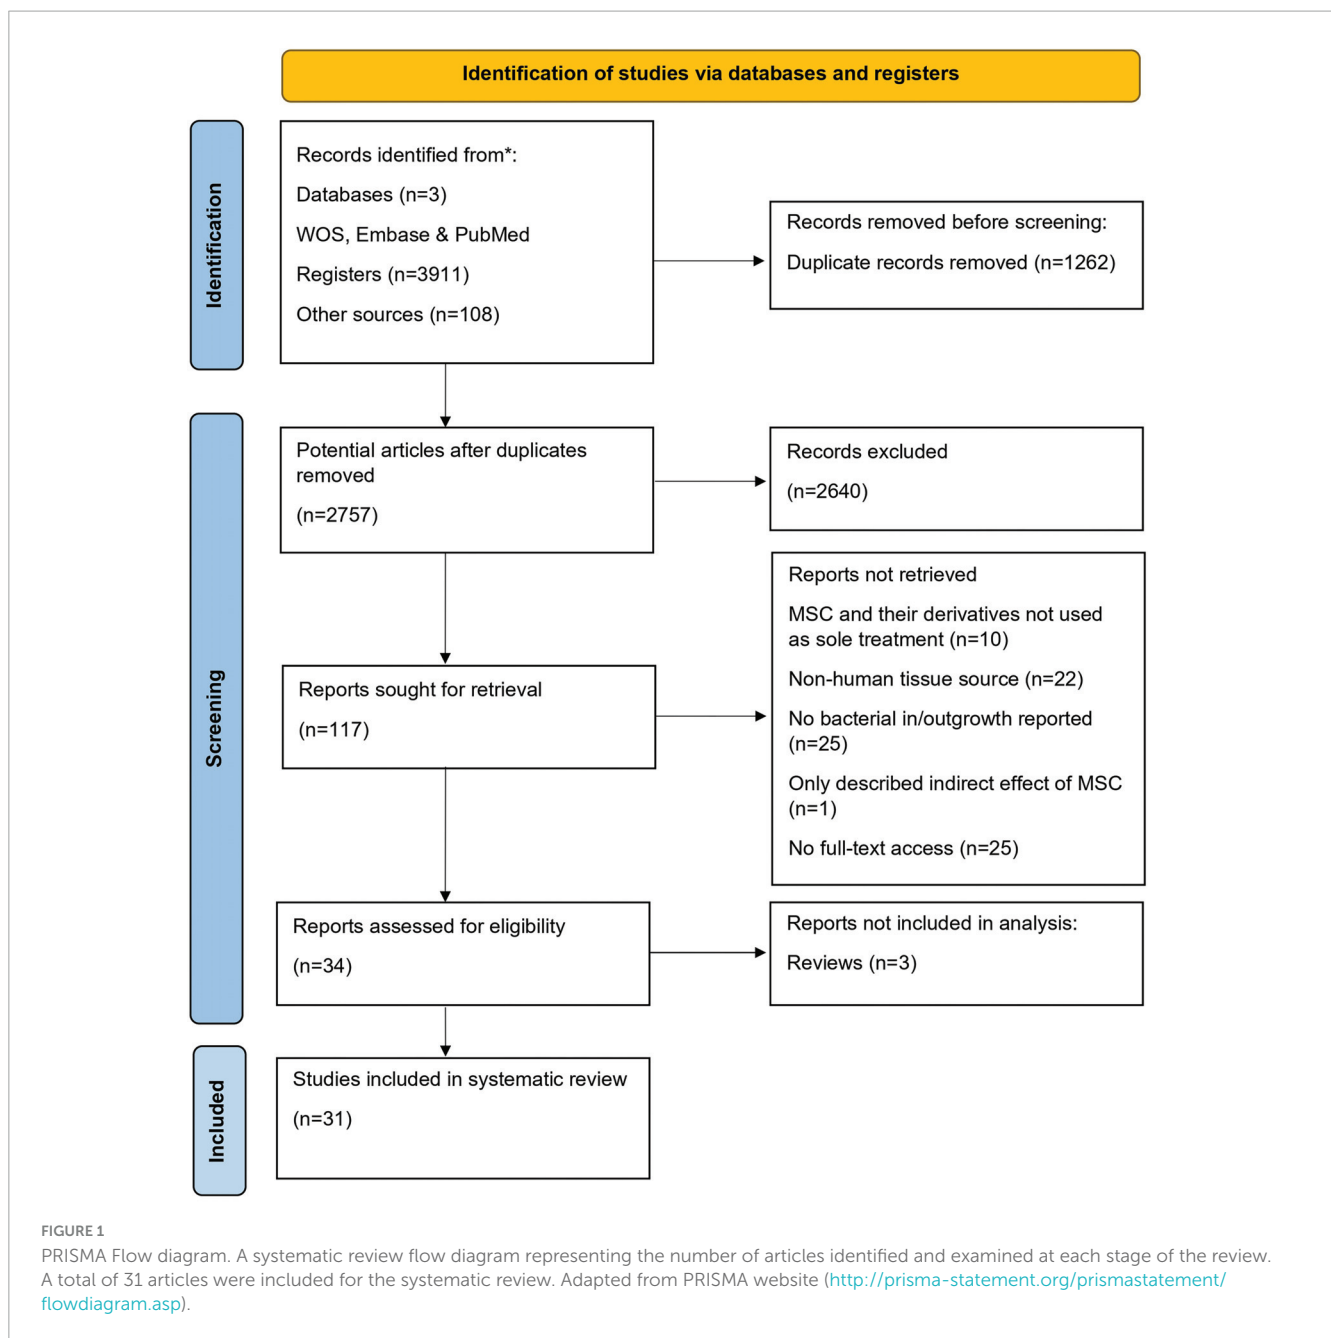 Identification of studies via databases and registers
Identification
Records identified from*:
Databases (n=3)
WOS, Embase & PubMed
Registers (n=3911)
Other sources (n=108)
Records removed before screening:
Duplicate records removed (n=1262)
Screening
Potential articles after duplicates
removed
(n=2757)
Records excluded
(n=2640)
Reports sought for retrieval
(n=117)
Reports not retrieved
MSC and their derivatives not used
as sole treatment (n=10)
Non-human tissue source (n=22)
No bacterial in/outgrowth reported
(n=25)
Only described indirect effect of MSC
(n=1)
No full-text access (n=25)
Reports assessed for eligibility
(n=34)
Reports not included in analysis:
Reviews (n=3)
Included
Studies included in systematic review
(n=31)
FIGURE 1
PRISMA Flow diagram. A systematic review flow diagram representing the number of articles identified and examined at each stage of the review.
A total of 31 articles were included for the systematic review. Adapted from PRISMA website (http://prisma-statement.org/prismastatement/
flowdiagram.asp).